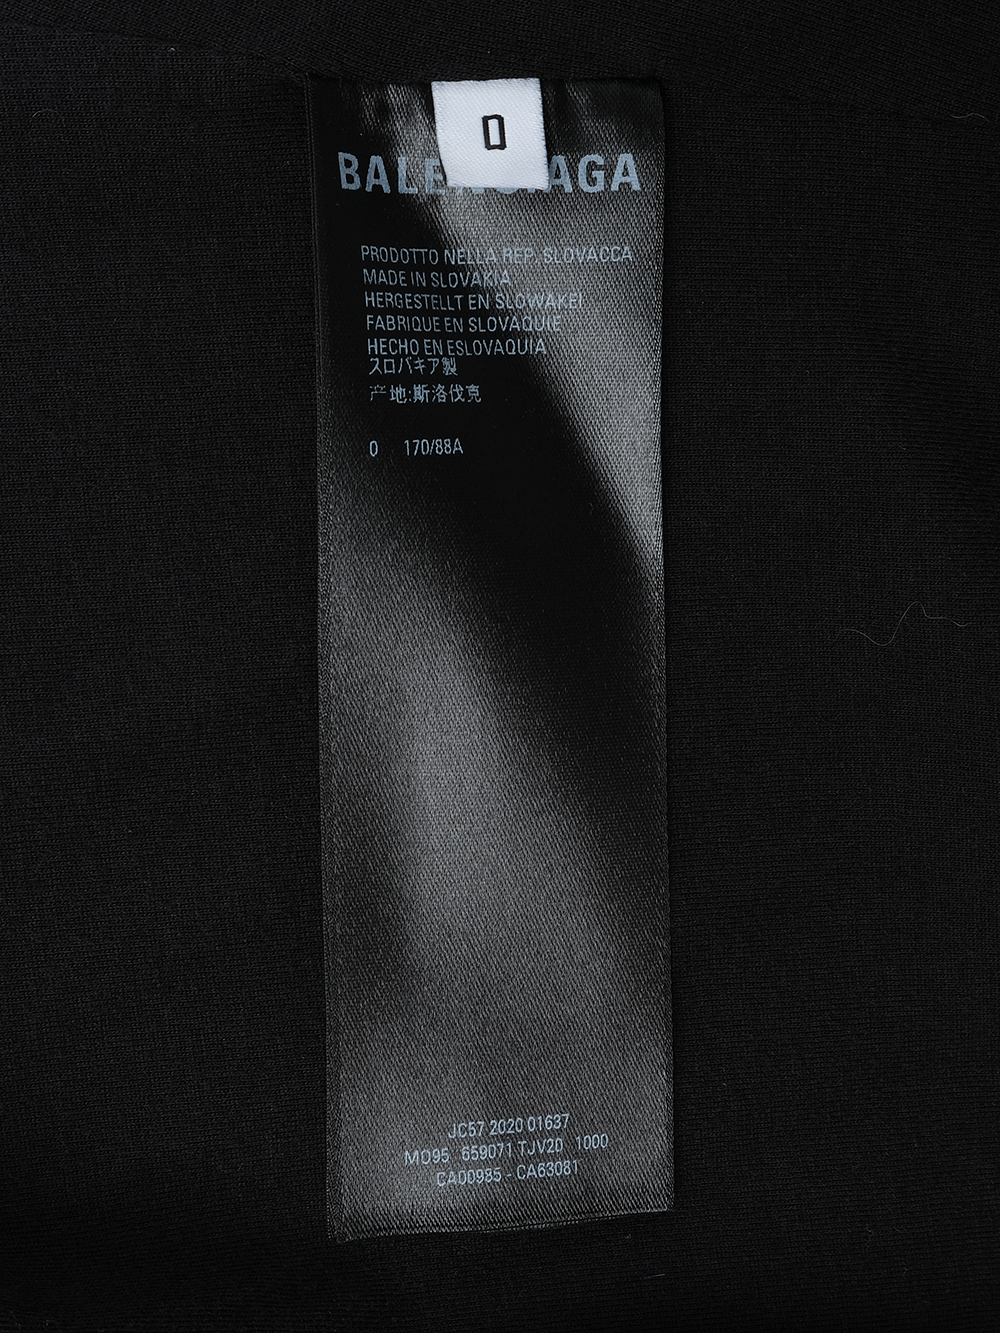 0
BALENCIAGA
PRODOTTO NELLA REP. SLOVACCA
MADE IN SLOVAKIA
HERGESTELLT EN SLOWAKEI
FABRIQUE EN SLOVAQUIE
HECHO EN ESLOVAQUIA
スロバキア製
产地:斯洛伐克
0 170/88A
JC57 2020 01637
MO95 659071 TJV20 1000
CA00985 - CA63081